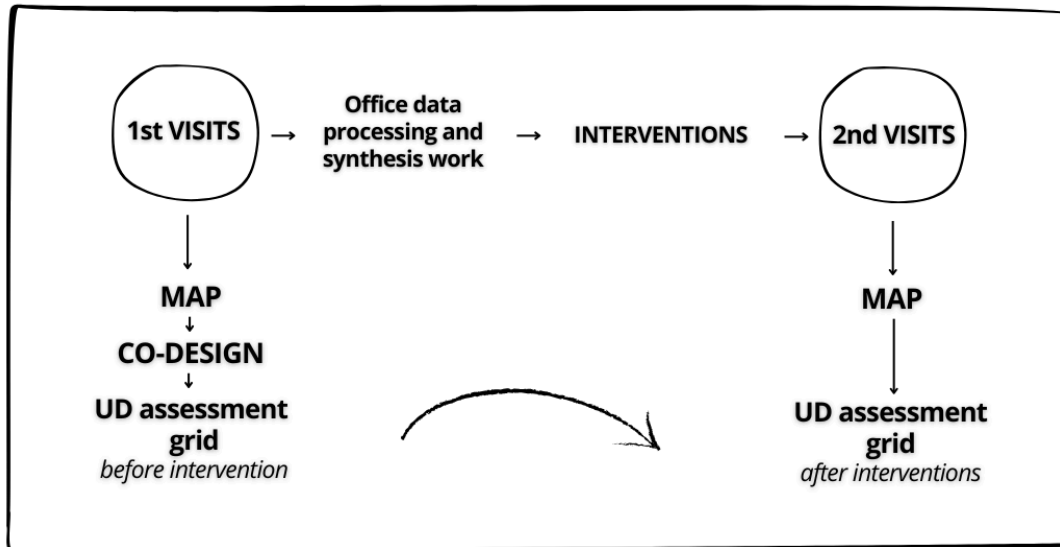 1st VISITS
Office data
processing and
synthesis work
INTERVENTIONS
2nd VISITS
MAP
CO-DESIGN
UD assessment
grid
before intervention
MAP
UD assessment
grid
after interventions